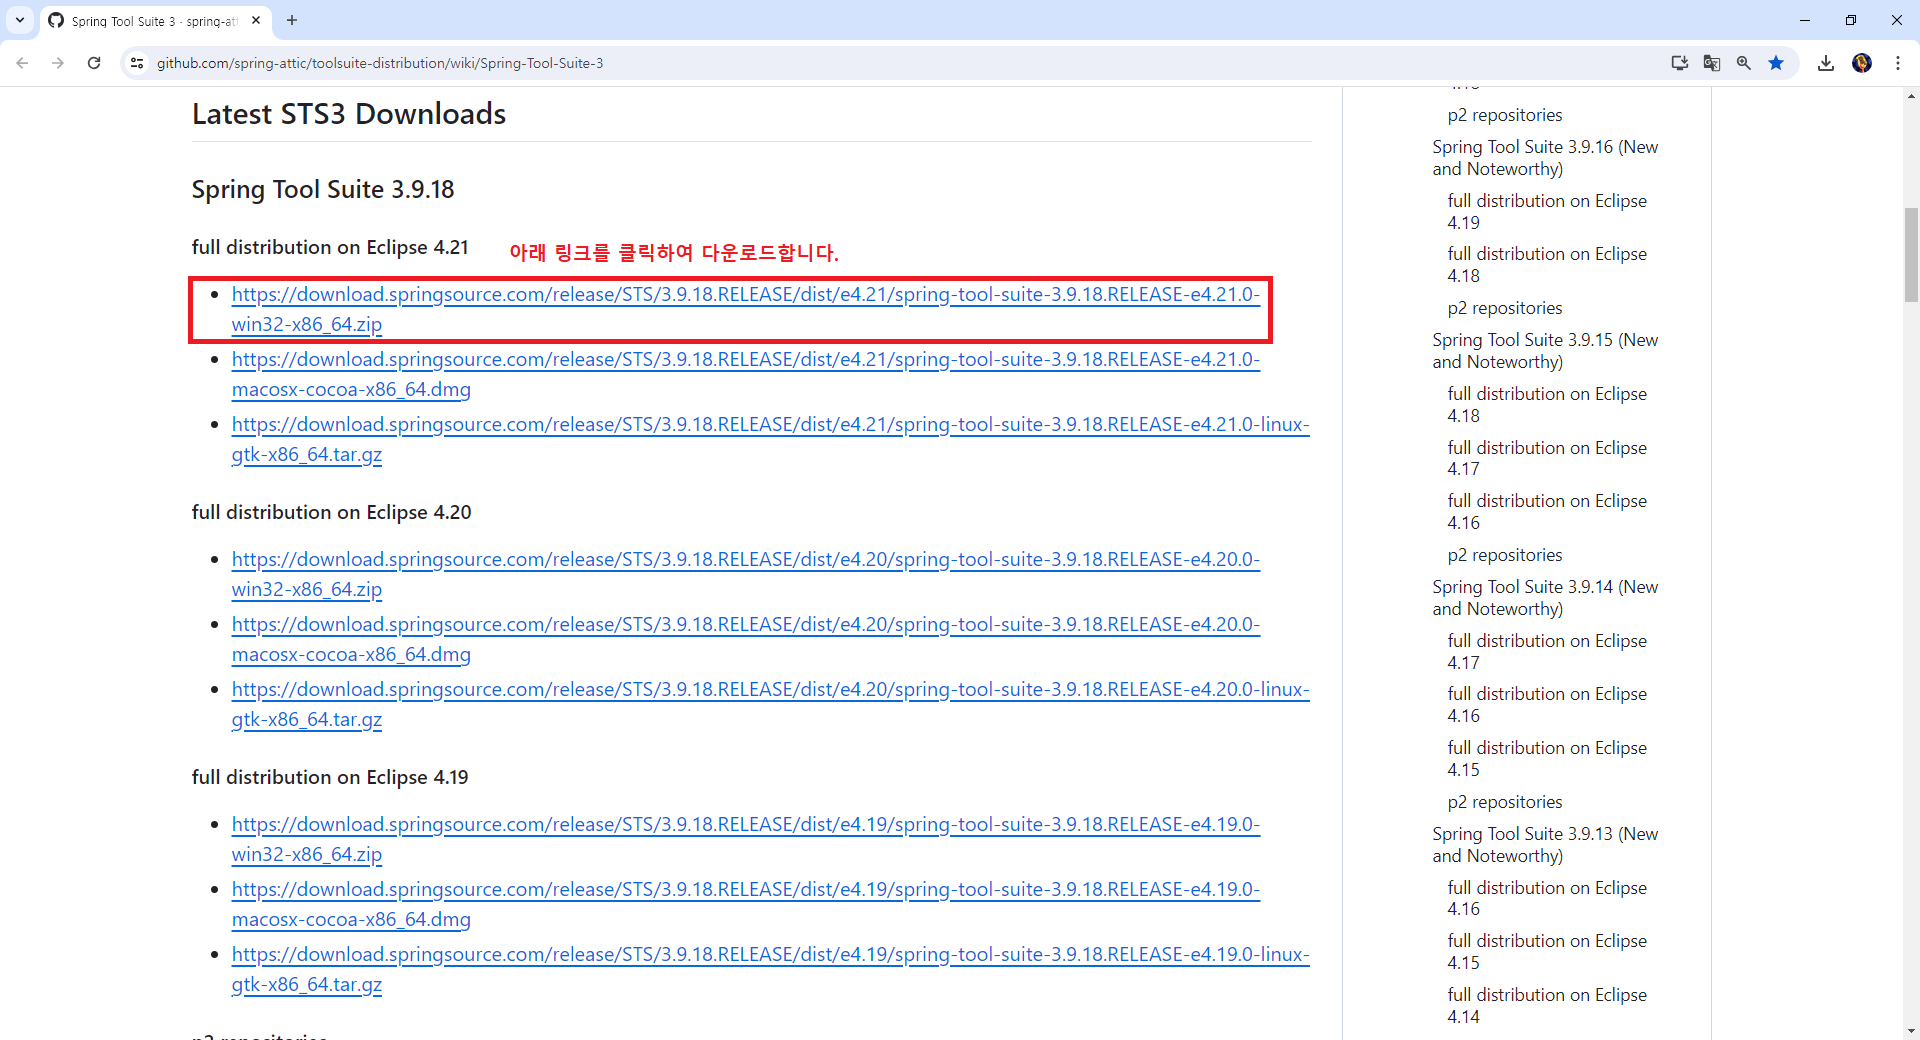 Spring Tool Suite 3 · spring-att
github.com/spring-attic/toolsuite-distribution/wiki/Spring-Tool-Suite-3
Latest STS3 Downloads
Spring Tool Suite 3.9.18
full distribution on Eclipse 4.21
아래 링크를 클릭하여 다운로드합니다.
https://download.springsource.com/release/STS/3.9.18.RELEASE/dist/e4.21/spring-tool-suite-3.9.18.RELEASE-e4.21.0-
win32-x86_64.zip
https://download.springsource.com/release/STS/3.9.18.RELEASE/dist/e4.21/spring-tool-suite-3.9.18.RELEASE-e4.21.0-
macosx-cocoa-x86_64.dmg
https://download.springsource.com/release/STS/3.9.18.RELEASE/dist/e4.21/spring-tool-suite-3.9.18.RELEASE-e4.21.0-linux-
gtk-x86_64.tar.gz
full distribution on Eclipse 4.20
https://download.springsource.com/release/STS/3.9.18.RELEASE/dist/e4.20/spring-tool-suite-3.9.18.RELEASE-e4.20.0-
win32-x86_64.zip
https://download.springsource.com/release/STS/3.9.18.RELEASE/dist/e4.20/spring-tool-suite-3.9.18.RELEASE-e4.20.0-
macosx-cocoa-x86_64.dmg
https://download.springsource.com/release/STS/3.9.18.RELEASE/dist/e4.20/spring-tool-suite-3.9.18.RELEASE-e4.20.0-linux-
gtk-x86_64.tar.gz
full distribution on Eclipse 4.19
https://download.springsource.com/release/STS/3.9.18.RELEASE/dist/e4.19/spring-tool-suite-3.9.18.RELEASE-e4.19.0-
win32-x86_64.zip
https://download.springsource.com/release/STS/3.9.18.RELEASE/dist/e4.19/spring-tool-suite-3.9.18.RELEASE-e4.19.0-
macosx-cocoa-x86_64.dmg
https://download.springsource.com/release/STS/3.9.18.RELEASE/dist/e4.19/spring-tool-suite-3.9.18.RELEASE-e4.19.0-linux-
gtk-x86_64.tar.gz
p2 repositories
p2 repositories
Spring Tool Suite 3.9.16 (New
and Noteworthy)
full distribution on Eclipse
4.19
full distribution on Eclipse
4.18
p2 repositories
Spring Tool Suite 3.9.15 (New
and Noteworthy)
full distribution on Eclipse
4.18
full distribution on Eclipse
4.17
full distribution on Eclipse
4.16
p2 repositories
Spring Tool Suite 3.9.14 (New
and Noteworthy)
full distribution on Eclipse
4.17
full distribution on Eclipse
4.16
full distribution on Eclipse
4.15
p2 repositories
Spring Tool Suite 3.9.13 (New
and Noteworthy)
full distribution on Eclipse
4.16
full distribution on Eclipse
4.15
full distribution on Eclipse
4.14